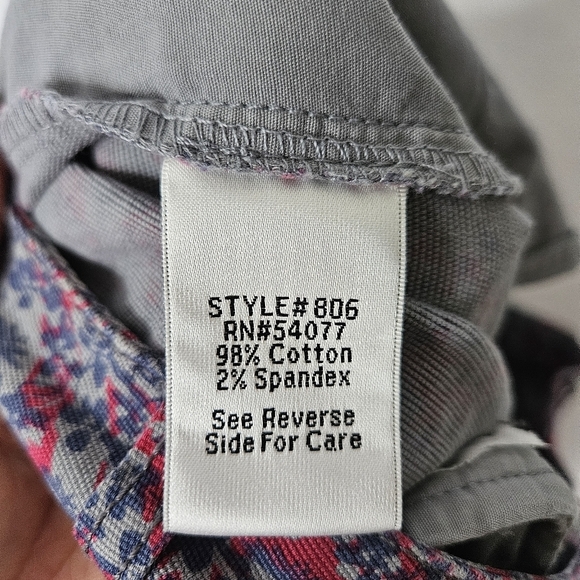 STYLE# 806
RN#54077
98% Cotton
2% Spandex
See Reverse
Side For Care